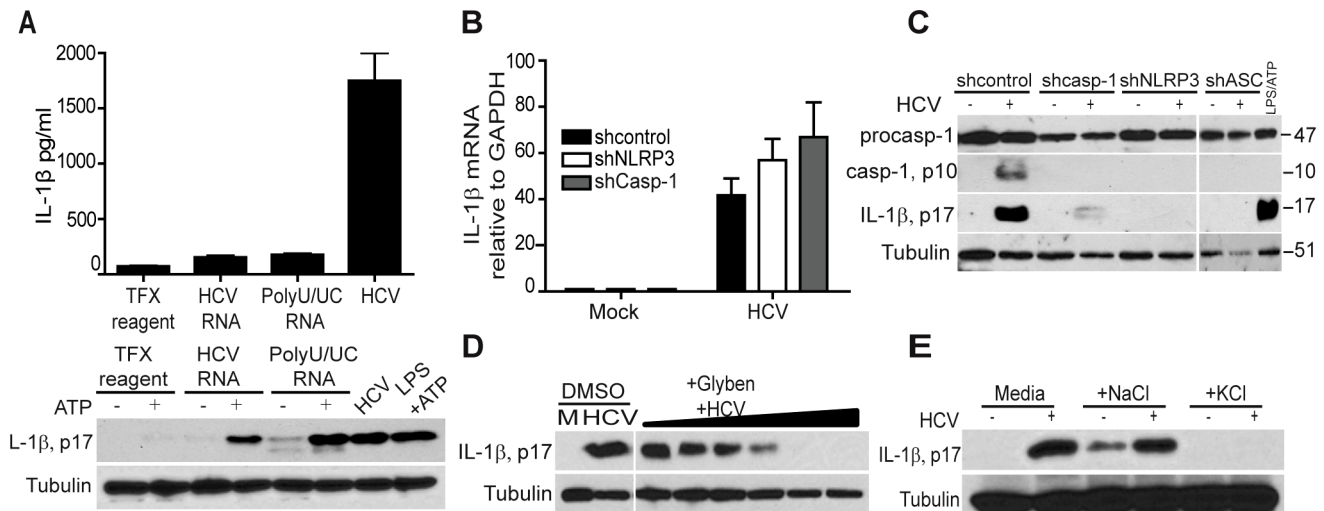 A
IL-1β pg/ml
2000
1500
1000
500
0
TFX reagent
HCV RNA
PolyU/UC RNA
HCV
TFX reagent
HCV RNA
PolyU/UC RNA
HCV
LPS +ATP
ATP - + - + - +
L-1β, p17
Tubulin
B
IL-1β mRNA
relative to GAPDH
100
80
60
40
20
0
shcontrol
shNLRP3
shCasp-1
Mock HCV
C
shcontrol shcasp-1 shNLRP3 shASC LPS/ATP
HCV - + - + - + - +
procasp-1 –47
casp-1, p10 –10
IL-1β, p17 –17
Tubulin –51
D
DMSO +Glyben
M HCV +HCV
IL-1β, p17
Tubulin
E
Media +NaCl +KCl
HCV - + - + - +
IL-1β, p17
Tubulin